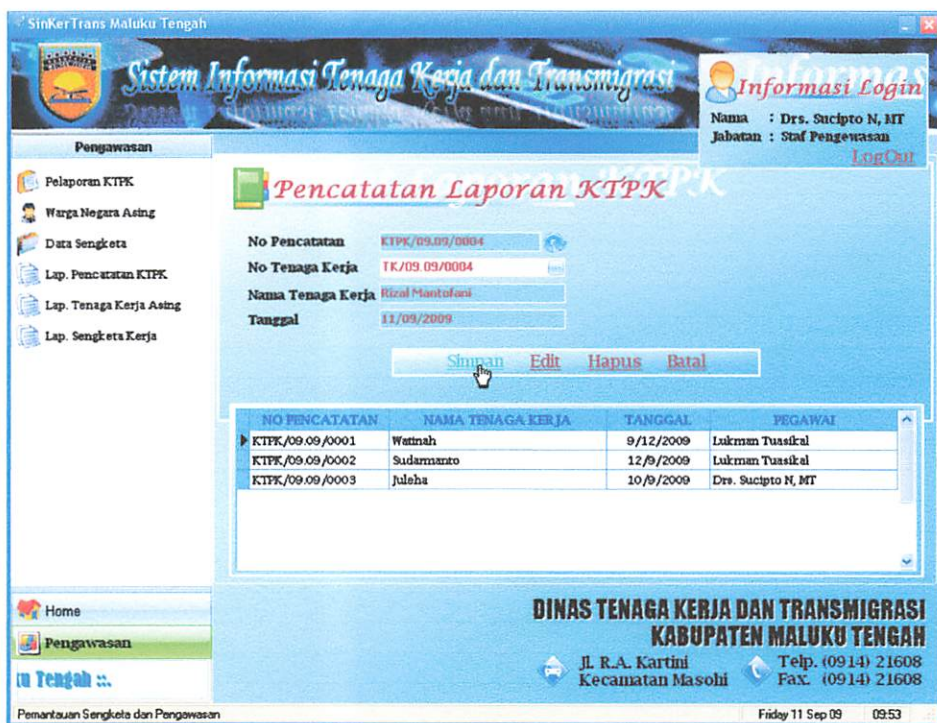 SinKerTrans Maluku Tengah
Sistem Informasi Tenaga Kerja dan Transmigrasi
Informasi Login
Nama : Drs. Sucipto N, MT
Jabatan : Staf Pengewasan
LogOut
Pengawasan
Pelaporan KTPK
Warga Negara Asing
Data Sengketa
Lap. Pencatatan KTPK
Lap. Tenaga Kerja Asing
Lap. Sengketa Kerja
Pencatatan Laporan KTPK
No Pencatatan KTPK/09.09/0004
No Tenaga Kerja TK/09.09/0004
Nama Tenaga Kerja Rizal Mantofani
Tanggal 11/09/2009
Simpan Edit Hapus Batal
NO PENCATATAN NAMA TENAGA KERJA TANGGAL PEGAWAI
KTPK/09.09/0001 Watinah 9/12/2009 Lukman Tuasikal
KTPK/09.09/0002 Sudarmanto 12/9/2009 Lukman Tuasikal
KTPK/09.09/0003 Juleha 10/9/2009 Drs. Sucipto N, MT
Home
Pengawasan
ku Tengah ::.
DINAS TENAGA KERJA DAN TRANSMIGRASI
KABUPATEN MALUKU TENGAH
Jl. R.A. Kartini
Kecamatan Masohi
Telp. (0914) 21608
Fax. (0914) 21608
Pemantauan Sengketa dan Pengawasan
Friday 11 Sep 09 09:53